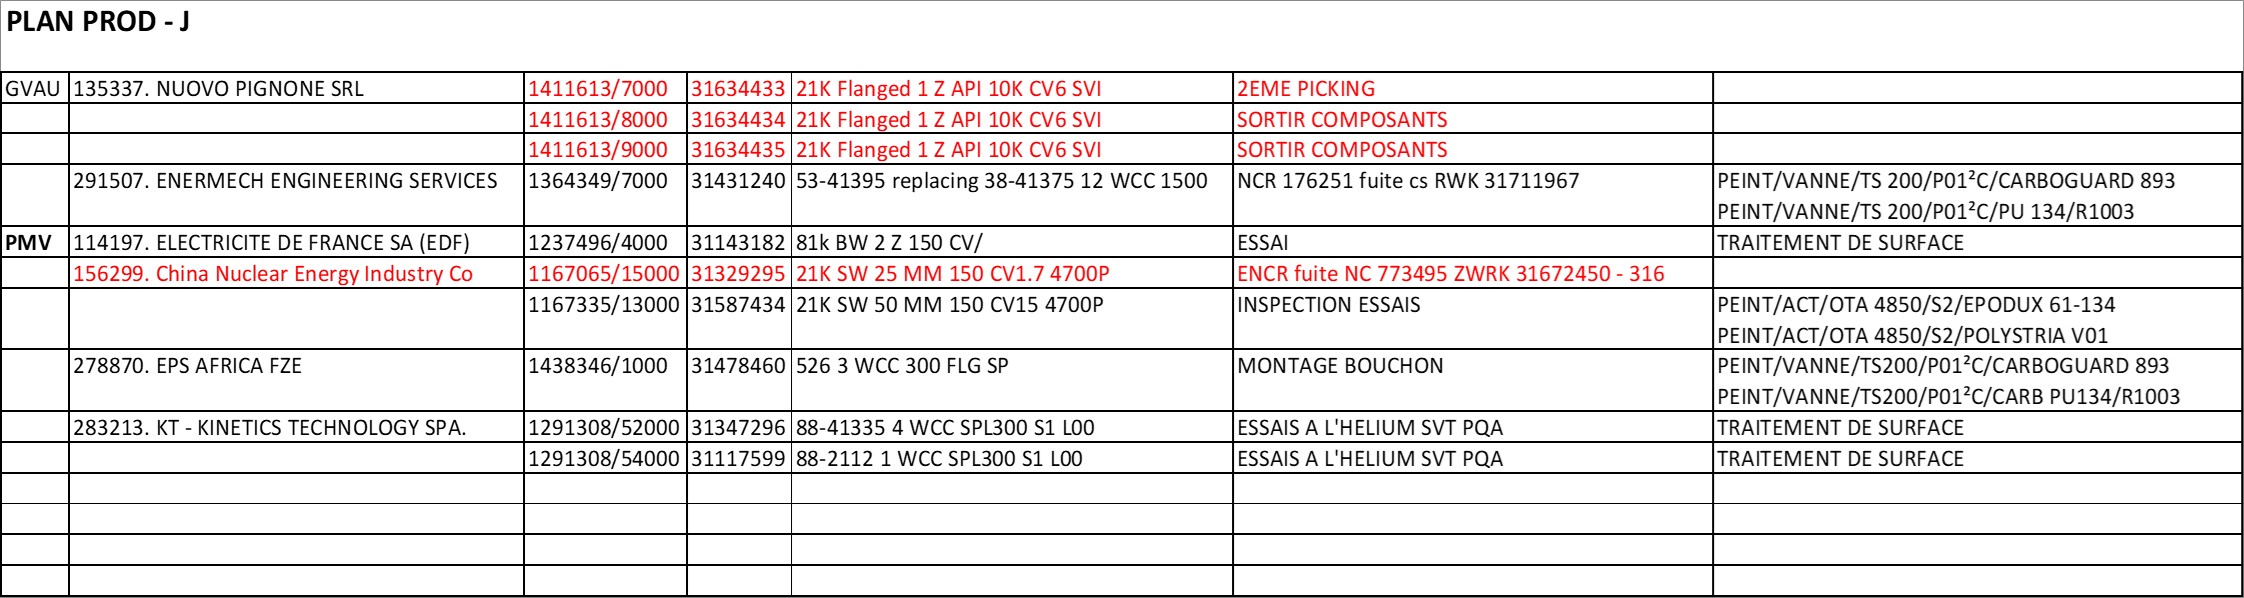 PLAN PROD - J
GVAU 135337. NUOVO PIGNONE SRL 1411613/7000 31634433 21K Flanged 1 Z API 10K CV6 SVI 2EME PICKING
1411613/8000 31634434 21K Flanged 1 Z API 10K CV6 SVI SORTIR COMPOSANTS
1411613/9000 31634435 21K Flanged 1 Z API 10K CV6 SVI SORTIR COMPOSANTS
291507. ENERMECH ENGINEERING SERVICES 1364349/7000 31431240 53-41395 replacing 38-41375 12 WCC 1500 NCR 176251 fuite cs RWK 31711967 PEINT/VANNE/TS 200/P01²C/CARBOGUARD 893
PEINT/VANNE/TS 200/P01²C/PU 134/R1003
PMV 114197. ELECTRICITE DE FRANCE SA (EDF) 1237496/4000 31143182 81k BW 2 Z 150 CV/ ESSAI TRAITEMENT DE SURFACE
156299. China Nuclear Energy Industry Co 1167065/15000 31329295 21K SW 25 MM 150 CV1.7 4700P ENCR fuite NC 773495 ZWRK 31672450 - 316
1167335/13000 31587434 21K SW 50 MM 150 CV15 4700P INSPECTION ESSAIS PEINT/ACT/OTA 4850/S2/EPODUX 61-134
PEINT/ACT/OTA 4850/S2/POLYSTRIA V01
278870. EPS AFRICA FZE 1438346/1000 31478460 526 3 WCC 300 FLG SP MONTAGE BOUCHON PEINT/VANNE/TS200/P01²C/CARBOGUARD 893
PEINT/VANNE/TS200/P01²C/CARB PU134/R1003
283213. KT - KINETICS TECHNOLOGY SPA. 1291308/52000 31347296 88-41335 4 WCC SPL300 S1 L00 ESSAIS A L'HELIUM SVT PQA TRAITEMENT DE SURFACE
1291308/54000 31117599 88-2112 1 WCC SPL300 S1 L00 ESSAIS A L'HELIUM SVT PQA TRAITEMENT DE SURFACE